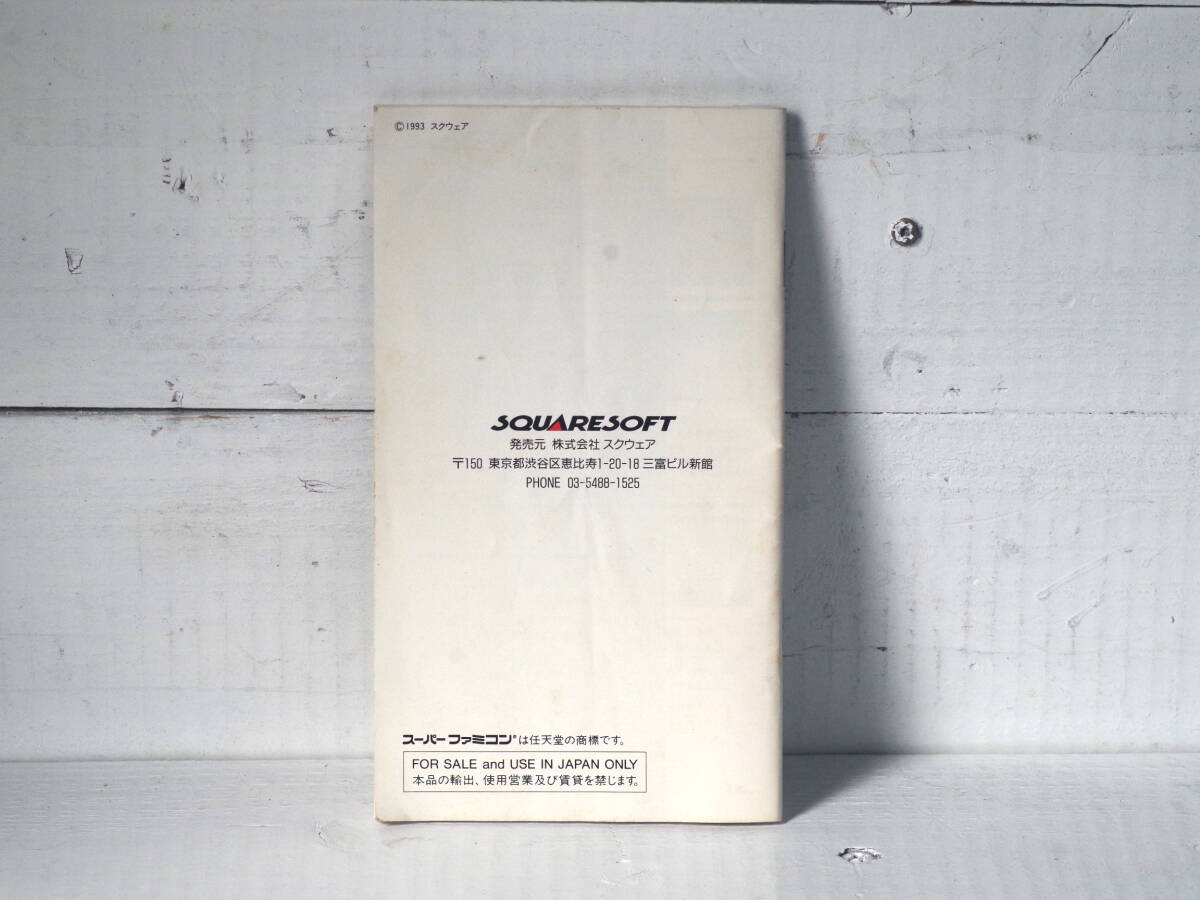 ©1993 スクウェア
SQUARESOFT
発売元 株式会社 スクウェア
〒150 東京都渋谷区恵比寿1-20-18 三富ビル新館
PHONE 03-5488-1525
スーパーファミコン®は任天堂の商標です。
FOR SALE and USE IN JAPAN ONLY
本品の輸出、使用営業及び賃貸を禁じます。